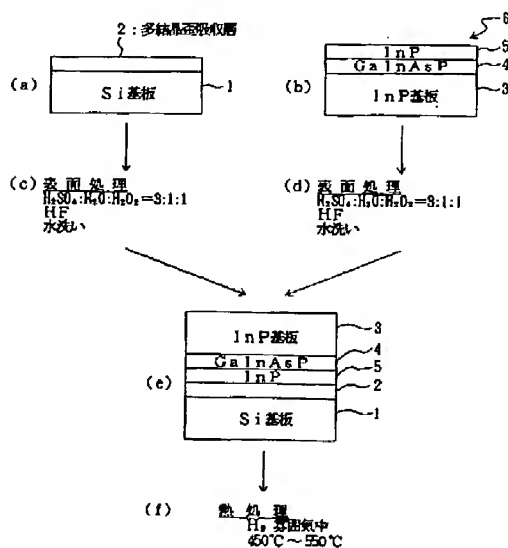 2：多結晶歪吸収層
(a)
Si基板
1
6
InP
5
GaInAsP
4
(b)
InP基板
3
(c) 表面処理
H₂SO₄:H₂O:H₂O₂=3:1:1
HF
水洗い
(d) 表面処理
H₂SO₄:H₂O:H₂O₂=3:1:1
HF
水洗い
InP基板
3
GaInAsP
4
(e)
InP
5
2
Si基板
1
(f) 熱処理
H₂ 雰囲気中
450℃～550℃